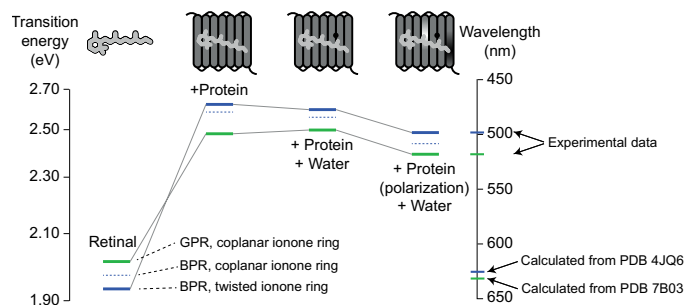 Transition
energy
(eV)
Wavelength
(nm)
2.70
2.50
2.30
2.10
1.90
+Protein
+ Protein
+ Water
+ Protein
(polarization)
+ Water
Retinal
GPR, coplanar ionone ring
BPR, coplanar ionone ring
BPR, twisted ionone ring
450
500
550
600
650
Experimental data
Calculated from PDB 4JQ6
Calculated from PDB 7B03